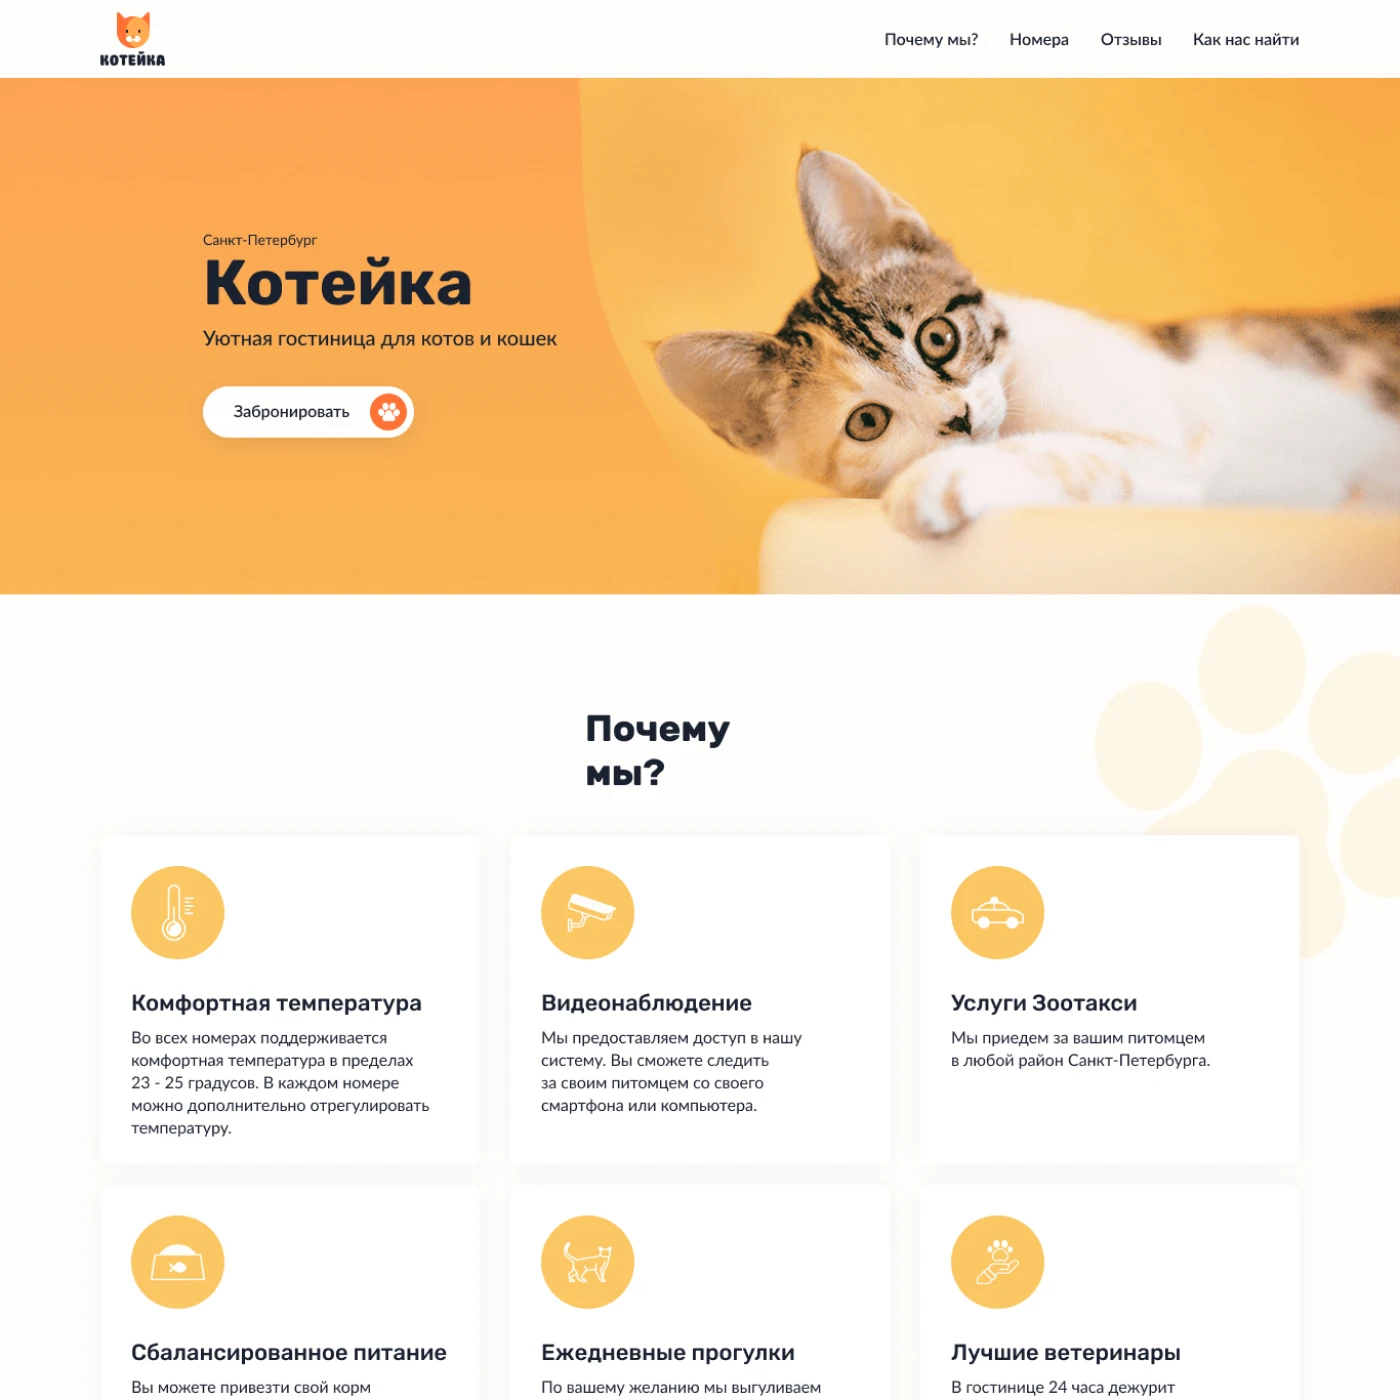 КОТЕЙКА
Почему мы?
Номера
Отзывы
Как нас найти
Санкт-Петербург
Котейка
Уютная гостиница для котов и кошек
Забронировать
Почему
мы?
Комфортная температура
Во всех номерах поддерживается
комфортная температура в пределах
23 - 25 градусов. В каждом номере
можно дополнительно отрегулировать
температуру.
Видеонаблюдение
Мы предоставляем доступ в нашу
систему. Вы сможете следить
за своим питомцем со своего
смартфона или компьютера.
Услуги Зоотакси
Мы приедем за вашим питомцем
в любой район Санкт-Петербурга.
Сбалансированное питание
Вы можете привезти свой корм
Ежедневные прогулки
По вашему желанию мы выгуливаем
Лучшие ветеринары
В гостинице 24 часа дежурит